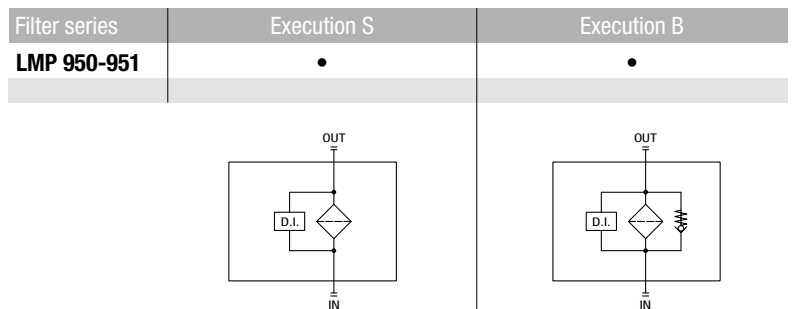 Filter series Execution S Execution B
LMP 950-951 • •
OUT OUT
D.I. D.I.
IN IN